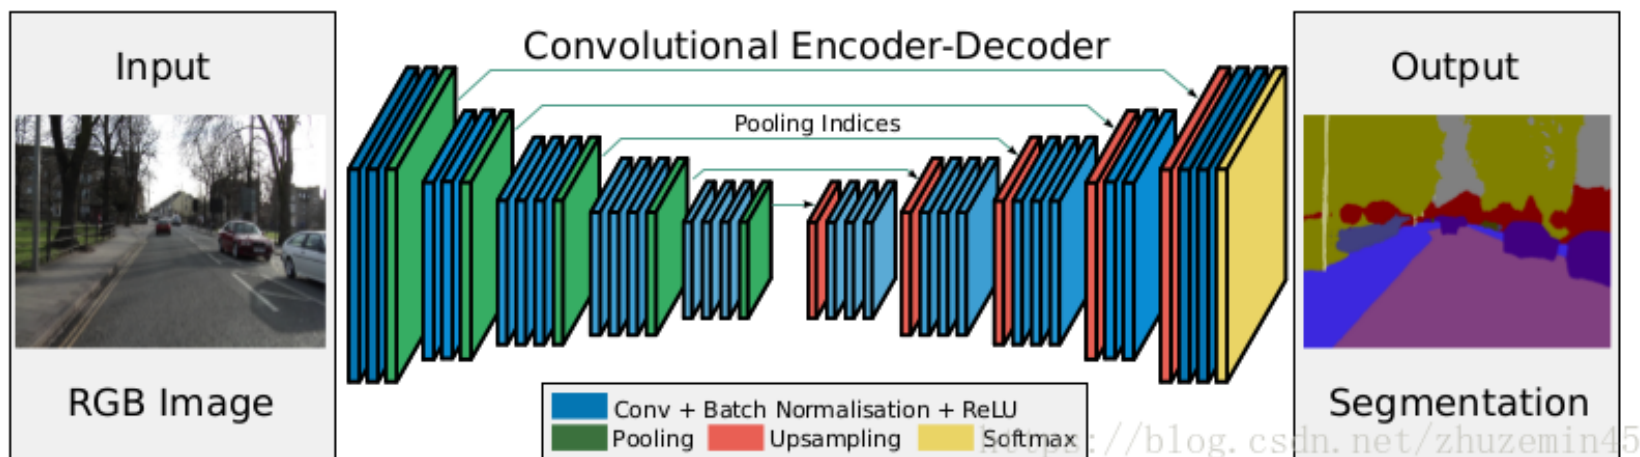 Convolutional Encoder-Decoder
Input
Output
Pooling Indices
RGB Image
Segmentation
Conv + Batch Normalisation + ReLU
Pooling Upsampling Softmax
https://blog.csdn.net/zhuzemin45